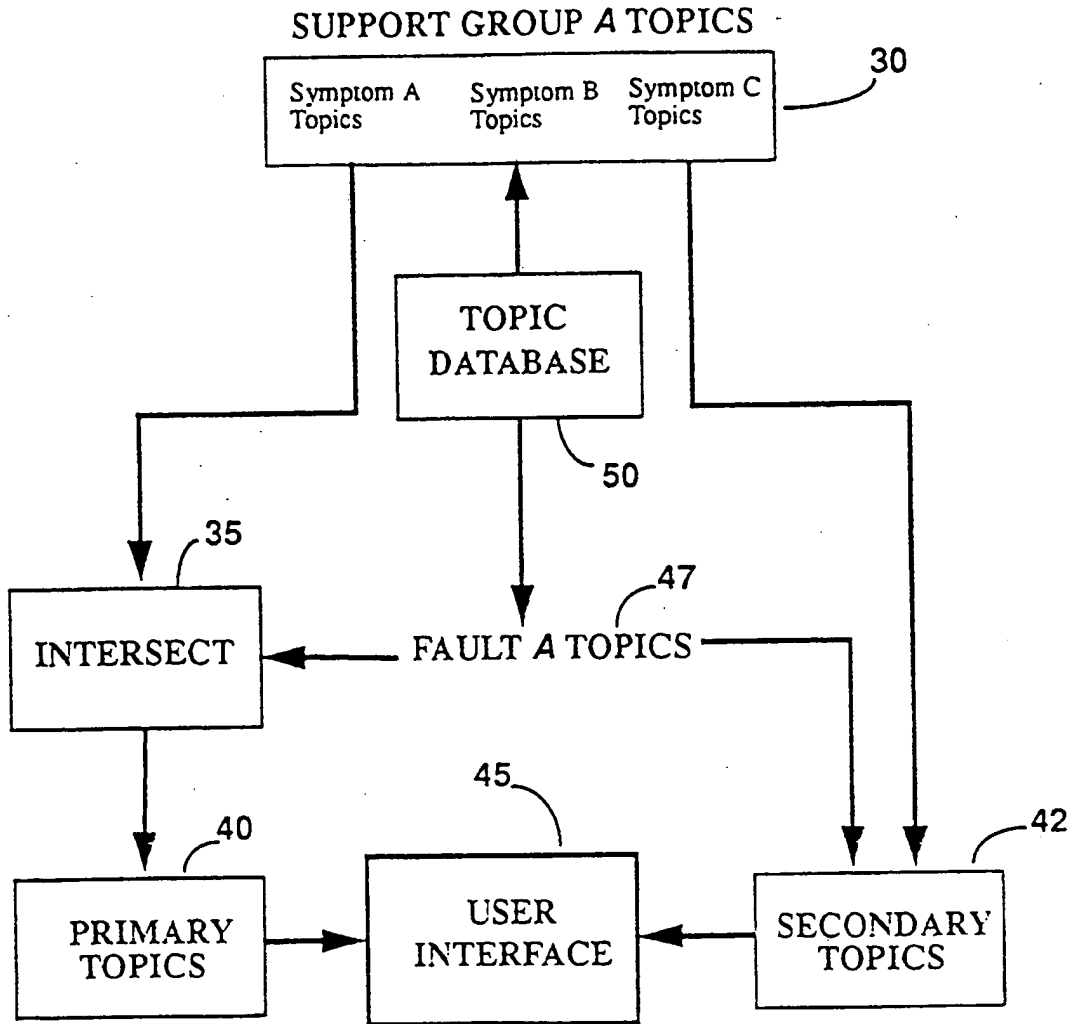 SUPPORT GROUP A TOPICS
30
Symptom A
Topics
Symptom B
Topics
Symptom C
Topics
TOPIC
DATABASE
50
35
47
INTERSECT
FAULT A TOPICS
45
40
42
PRIMARY
TOPICS
USER
INTERFACE
SECONDARY
TOPICS